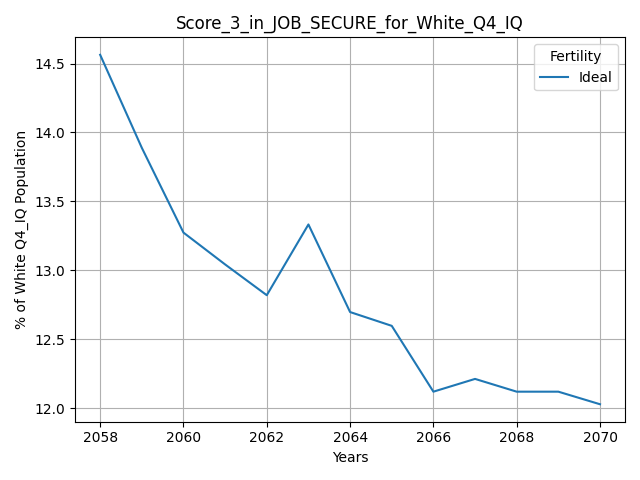 Score_3_in_JOB_SECURE_for_White_Q4_IQ
Fertility
Ideal
% of White Q4_IQ Population
14.5
14.0
13.5
13.0
12.5
12.0
2058 2060 2062 2064 2066 2068 2070
Years